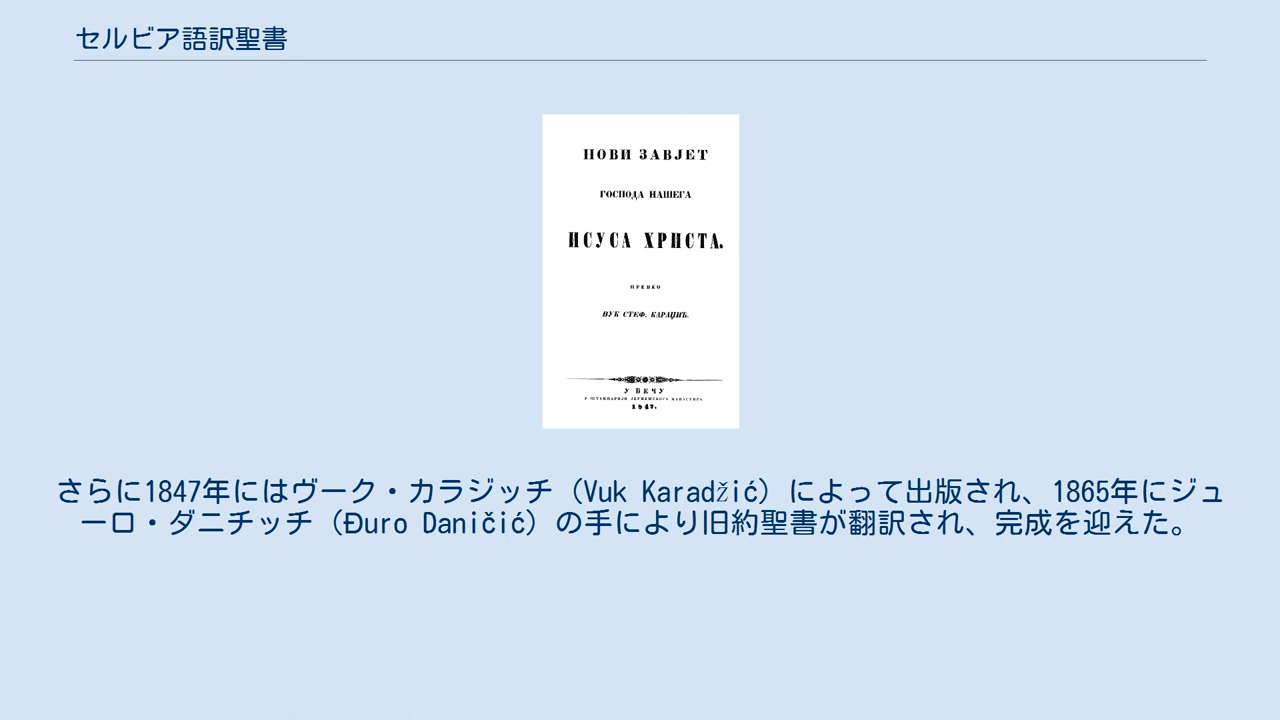 セルビア語訳聖書
НОВИ ЗАВЈЕТ
ГОСПОДА НАШЕГА
ИСУСА ХРИСТА.
ПРЕВЕО
ВУК СТЕФ. КАРАЏИЋ.
У БЕЧУ
У ШТАМПАРИЈИ ЈЕРМЕНСКОГА МАНАСТИРА
1847.
さらに1847年にはヴーク・カラジッチ（Vuk Karadžić）によって出版され、1865年にジュ
ーロ・ダニチッチ（Đuro Daničić）の手により旧約聖書が翻訳され、完成を迎えた。